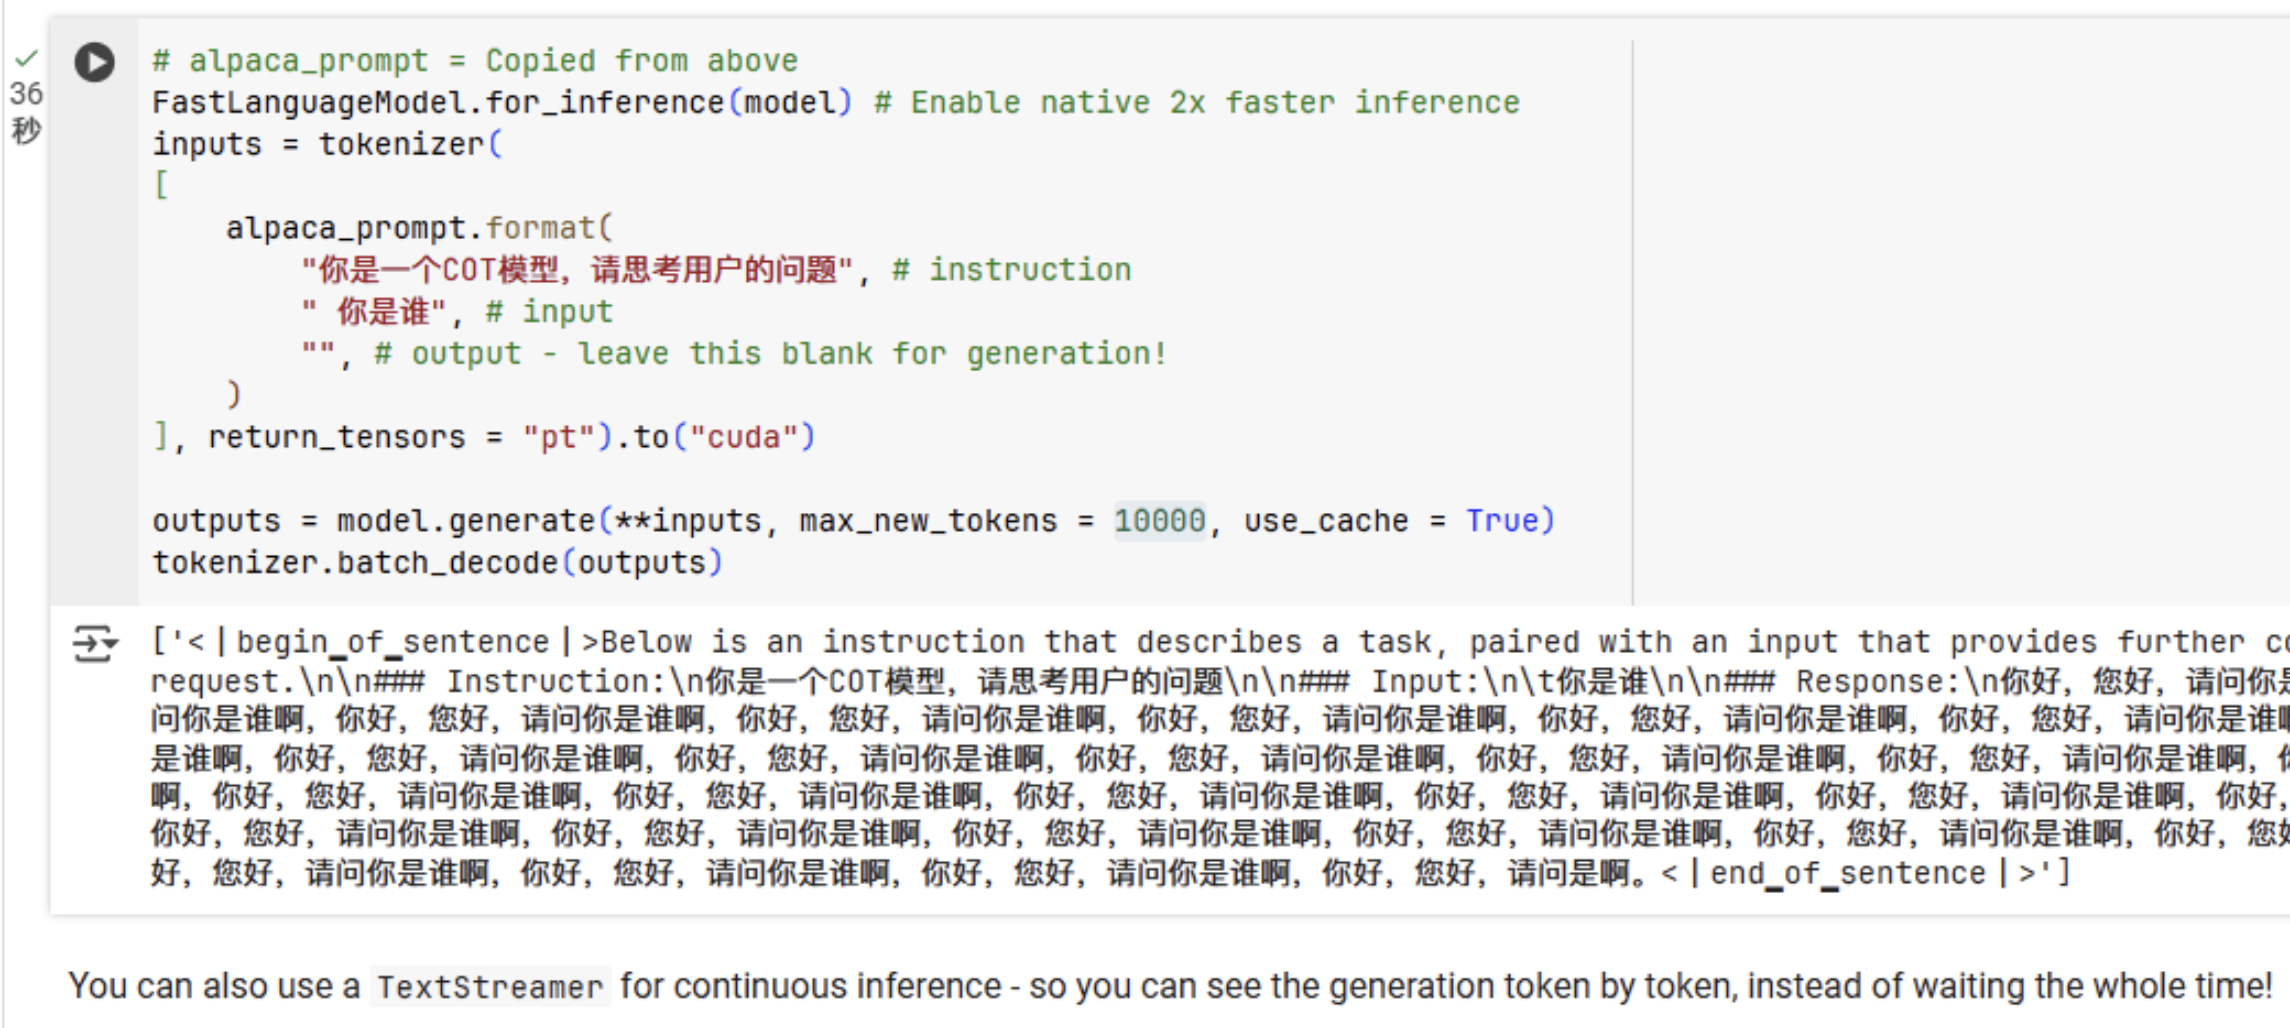 36
秒
# alpaca_prompt = Copied from above
FastLanguageModel.for_inference(model) # Enable native 2x faster inference
inputs = tokenizer(
[
    alpaca_prompt.format(
        "你是一个COT模型，请思考用户的问题", # instruction
        "	你是谁", # input
        "", # output - leave this blank for generation!
    )
], return_tensors = "pt").to("cuda")
outputs = model.generate(**inputs, max_new_tokens = 10000, use_cache = True)
tokenizer.batch_decode(outputs)
['<｜begin▁of▁sentence｜>Below is an instruction that describes a task, paired with an input that provides further
request.\n\n### Instruction:\n你是一个COT模型，请思考用户的问题\n\n### Input:\n\t你是谁\n\n### Response:\n你好，您好，请问你是
问你是谁啊，你好，您好，请问你是谁啊，你好，您好，请问你是谁啊，你好，您好，请问你是谁啊，你好，您好，请问你是谁啊，你好，您好，请问你是谁啊
是谁啊，你好，您好，请问你是谁啊，你好，您好，请问你是谁啊，你好，您好，请问你是谁啊，你好，您好，请问你是谁啊，你好，您好，请问你是谁啊，你
啊，你好，您好，请问你是谁啊，你好，您好，请问你是谁啊，你好，您好，请问你是谁啊，你好，您好，请问你是谁啊，你好，您好，请问你是谁啊，你好，
你好，您好，请问你是谁啊，你好，您好，请问你是谁啊，你好，您好，请问你是谁啊，你好，您好，请问你是谁啊，你好，您好，请问你是谁啊，你好，您好
好，您好，请问你是谁啊，你好，您好，请问你是谁啊，你好，您好，请问你是谁啊，你好，您好，请问是啊。<｜end▁of▁sentence｜>']
You can also use a TextStreamer for continuous inference - so you can see the generation token by token, instead of waiting the whole time!